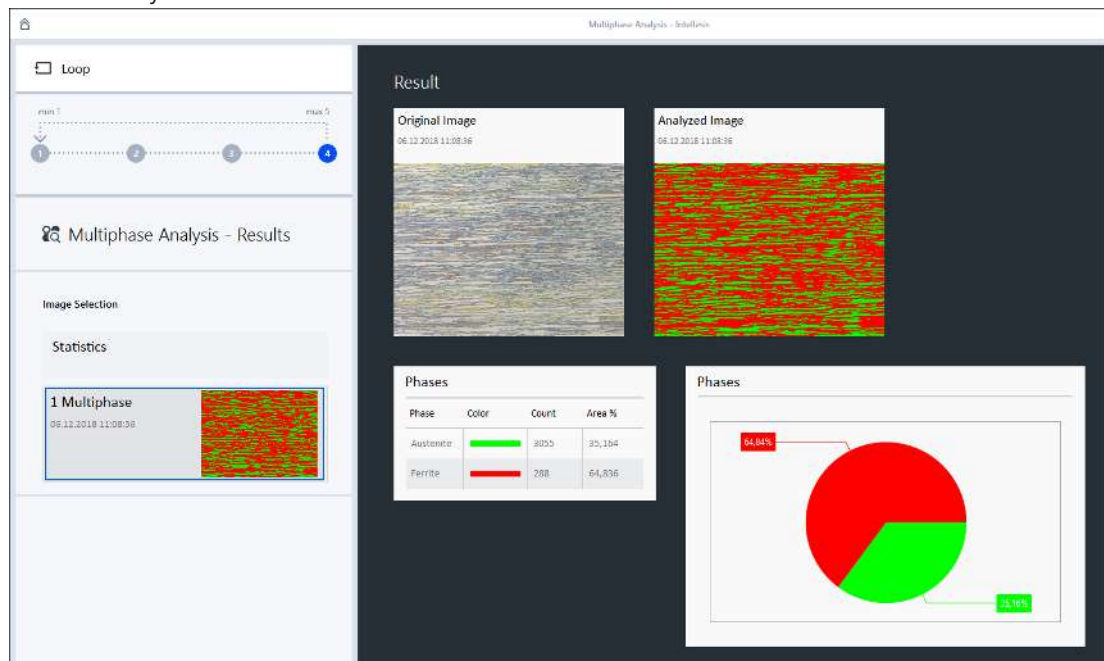 Multiphase Analysis - Intellesis
Loop
min 1
max 5
1
2
3
4
Multiphase Analysis - Results
Image Selection
Statistics
1 Multiphase
06.12.2018 11:08:36
Result
Original Image
06.12.2018 11:08:36
Analyzed Image
06.12.2018 11:08:36
Phases
Phase Color Count Area %
Austenite 3055 35,164
Ferrite 288 64,836
Phases
64,84%
35,16%